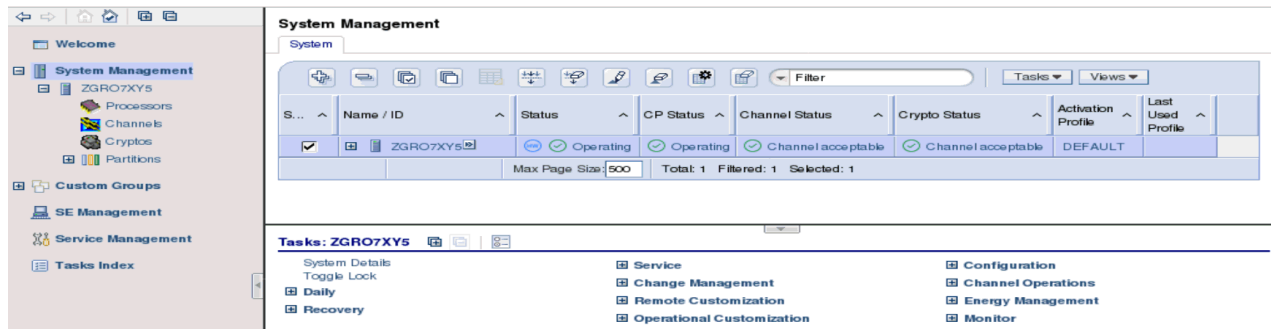 Welcome
System Management
ZGRO7XY5
Processors
Channels
Cryptos
Partitions
Custom Groups
SE Management
Service Management
Tasks Index
System Management
System
Filter
Tasks
Views
S...
Name / ID
Status
CP Status
Channel Status
Crypto Status
Activation Profile
Last Used Profile
ZGRO7XY5
Operating
Operating
Channel acceptable
Channel acceptable
DEFAULT
Max Page Size: 500
Total: 1 Filtered: 1 Selected: 1
Tasks: ZGRO7XY5
System Details
Toggle Lock
Daily
Recovery
Service
Change Management
Remote Customization
Operational Customization
Configuration
Channel Operations
Energy Management
Monitor